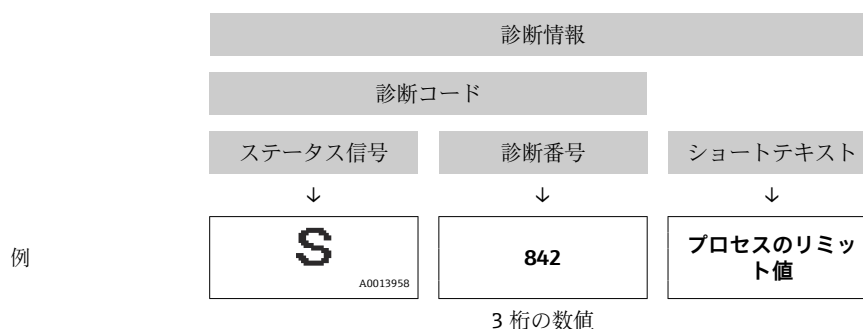 診断情報
診断コード
ステータス信号 診断番号 ショートテキスト
↓ ↓ ↓
例 S 842 プロセスのリミッ
ト値
A0013958
3 桁の数値